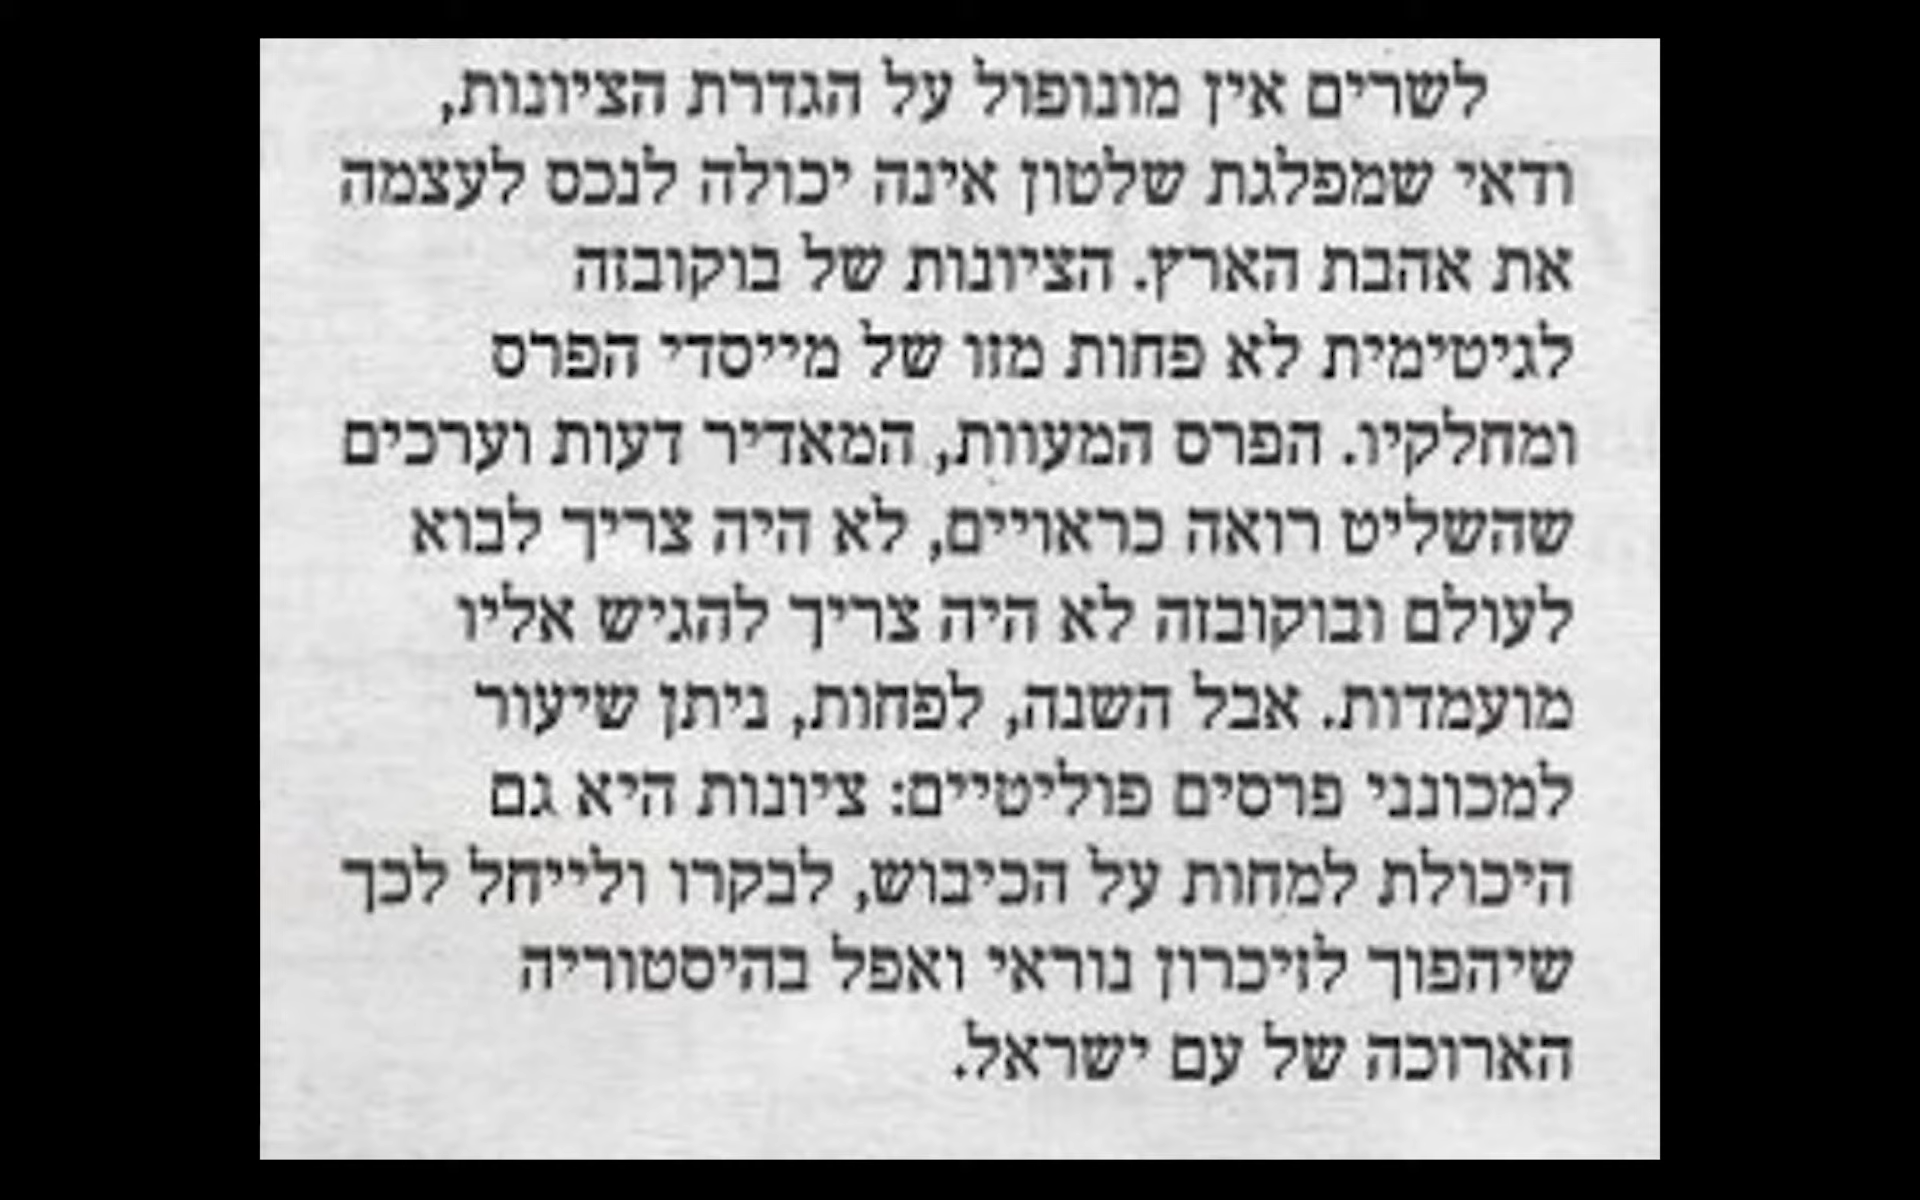 לשרים אין מונופול על הגדרת הציונות,
ודאי שמפלגת שלטון אינה יכולה לנכס לעצמה
את אהבת הארץ. הציונות של בוקובזה
לגיטימית לא פחות מזו של מייסדי הפרס
ומחלקיו. הפרס המעוות, המאדיר דעות וערכים
שהשליט רואה כראויים, לא היה צריך לבוא
לעולם ובוקובזה לא היה צריך להגיש אליו
מועמדות. אבל השנה, לפחות, ניתן שיעור
למכונני פרסים פוליטיים: ציונות היא גם
היכולת למחות על הכיבוש, לבקרו ולייחל לכך
שיהפוך לזיכרון נוראי ואפל בהיסטוריה
הארוכה של עם ישראל.